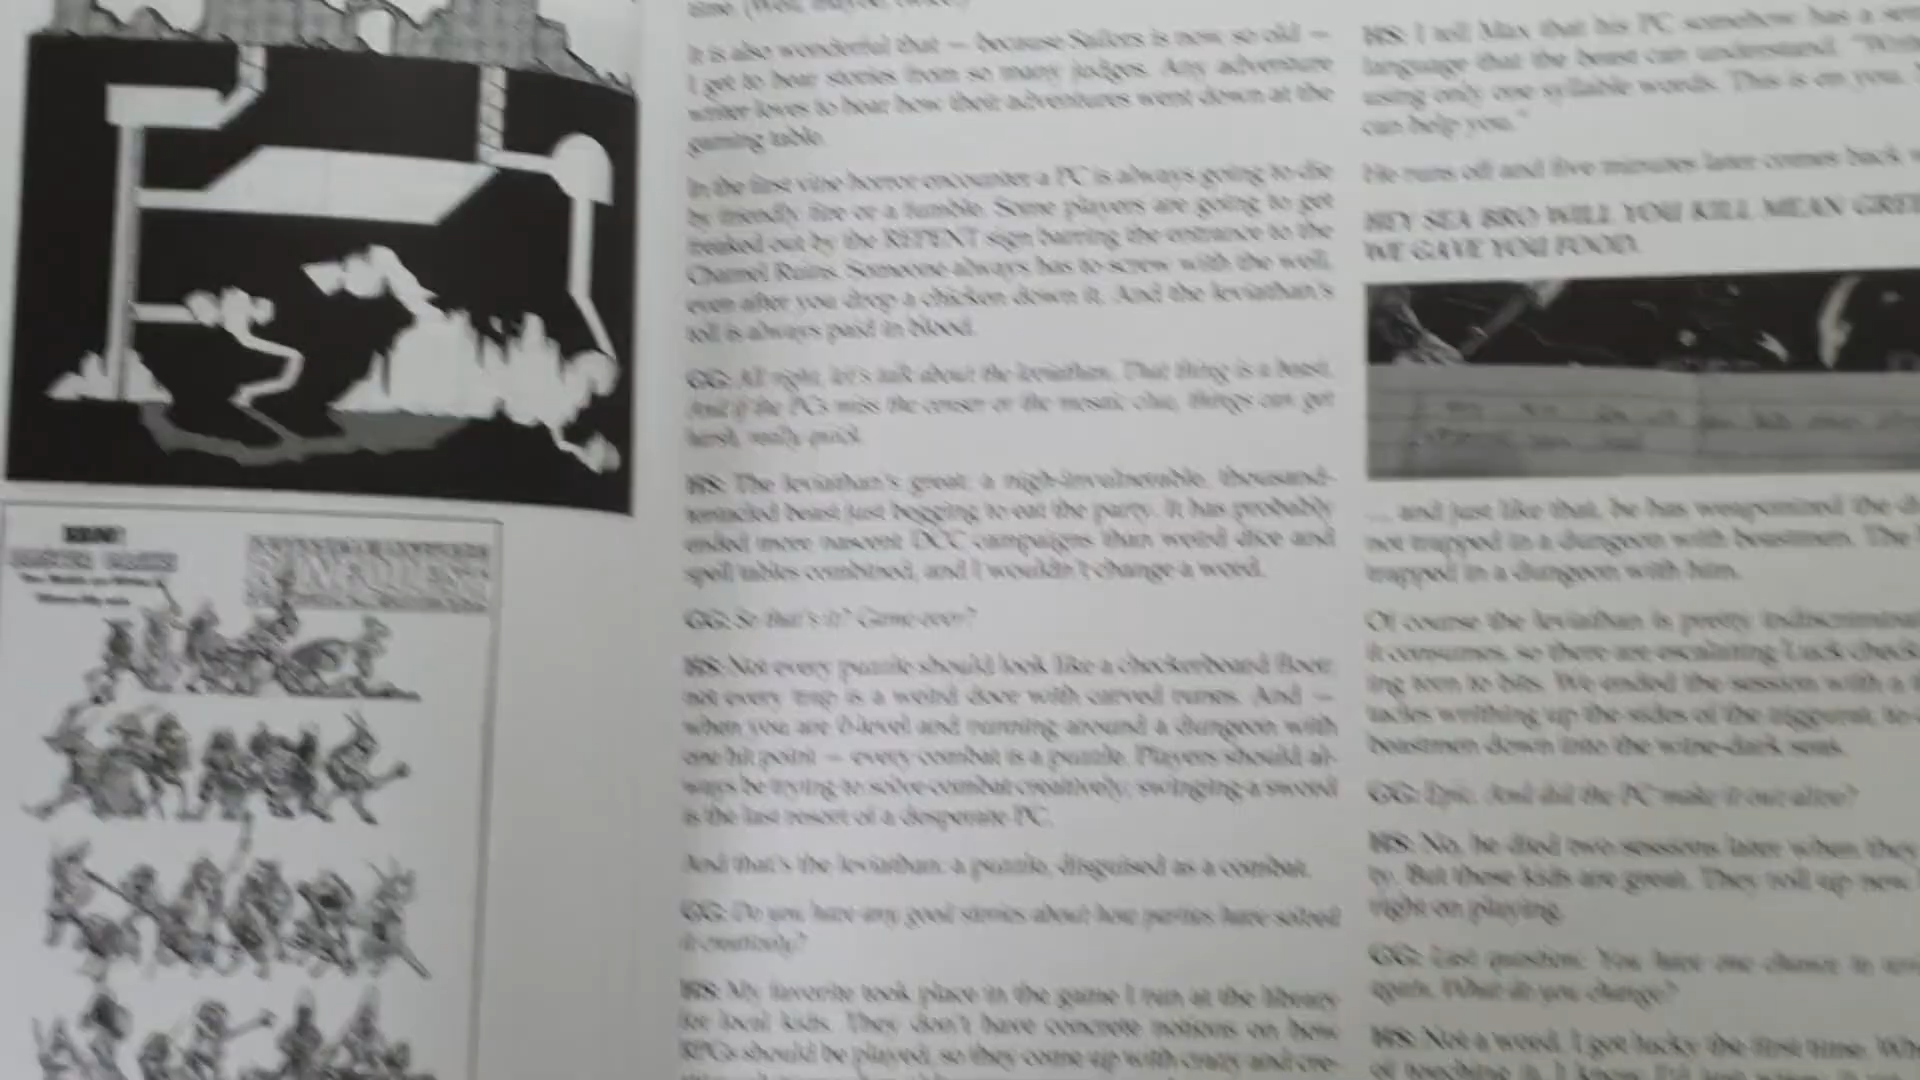 It is also wonderful that — because Sailors is now so old —
I get to hear stories from so many judges. Any adventure
writer loves to hear how their adventures went down at the
gaming table.
In the first vine horror encounter a PC is always going to die
by friendly fire or a fumble. Some players are going to get
freaked out by the REPENT sign barring the entrance to the
Charnel Ruins. Someone always has to screw with the well,
even after you drop a chicken down it. And the leviathan's
toll is always paid in blood.
GG: All right, let's talk about the leviathan. That thing is a beast.
And if the PCs miss the censer or the mosaic clue, things can get
harsh, really quick.
HS: The leviathan's great: a nigh-invulnerable, thousand-
tentacled beast just begging to eat the party. It has probably
ended more nascent DCC campaigns than weird dice and
spell tables combined, and I wouldn't change a word.
GG: So that's it? Game over?
HS: Not every puzzle should look like a checkerboard floor;
not every trap is a weird door with carved runes. And —
when you are 0-level and running around a dungeon with
one hit point — every combat is a puzzle. Players should al-
ways be trying to solve combat creatively; swinging a sword
is the last resort of a desperate PC.
And that's the leviathan: a puzzle, disguised as a combat.
GG: Do you have any good stories about how parties have solved
it creatively?
HS: My favorite took place in the game I run at the library
for local kids. They don't have concrete notions on how
RPGs should be played, so they come up with crazy and cre-
HS: I tell Max that his PC somehow has a
language that the beast can understand.
using only one syllable words. This is on you.
can help you."
He runs off and five minutes later comes back
HEY SEA BRO WILL YOU KILL MEAN
WE GAVE YOU FOOD.
... and just like that, he has weaponized the
not trapped in a dungeon with beastmen. The
trapped in a dungeon with him.
Of course the leviathan is pretty
it consumes, so there are escalating Luck
ing torn to bits. We ended the session with a
tacles writhing up the sides of the ziggurat,
beastmen down into the wine-dark seas.
GG: Epic. And did the PC make it out alive?
HS: No, he died two sessions later when they
ty. But those kids are great. They roll up new
right on playing.
GG: Last question: You have one chance to
again. What do you change?
HS: Not a word. I got lucky the first time.